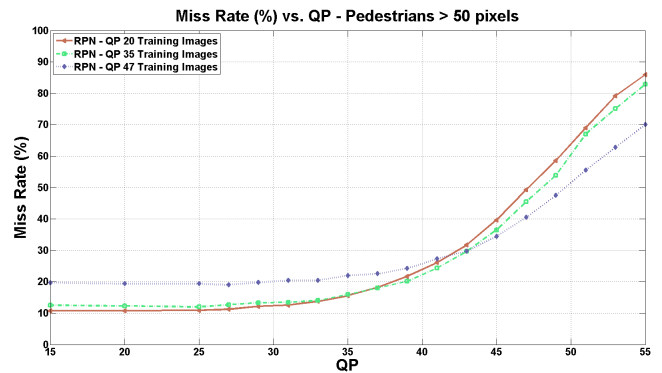 Miss Rate (%) vs. QP - Pedestrians > 50 pixels
RPN - QP 20 Training Images
RPN - QP 35 Training Images
RPN - QP 47 Training Images
Miss Rate (%)
100
90
80
70
60
50
40
30
20
10
0
15 20 25 30 35 40 45 50 55
QP